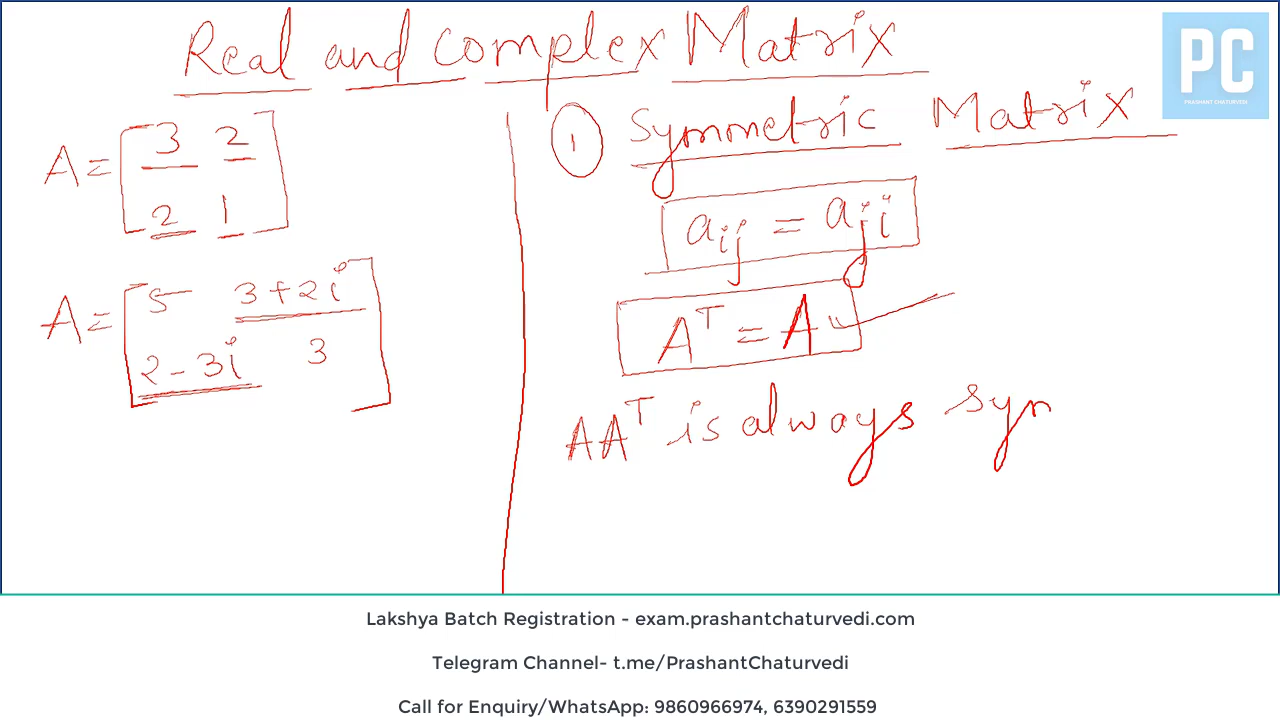 Real and Complex Matrix
PC
PRASHANT CHATURVEDI
A = [3 2
2 1]
A = [5 3+2i
2-3i 3]
1 Symmetric Matrix
aij = aji
A^T = A
AA^T is always sym
Lakshya Batch Registration - exam.prashantchaturvedi.com
Telegram Channel- t.me/PrashantChaturvedi
Call for Enquiry/WhatsApp: 9860966974, 6390291559